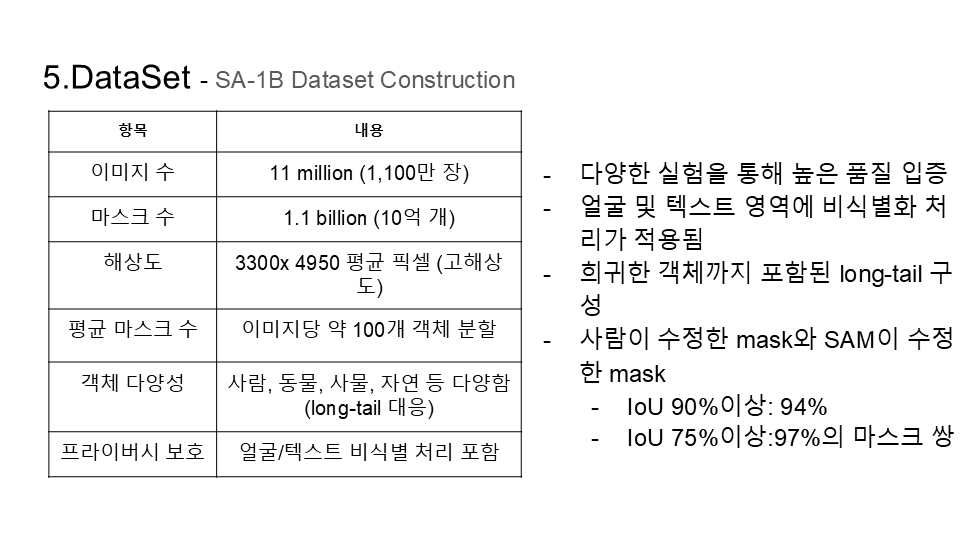 5.DataSet - SA-1B Dataset Construction
항목 내용
이미지 수 11 million (1,100만 장)
마스크 수 1.1 billion (10억 개)
해상도 3300x 4950 평균 픽셀 (고해상
도)
평균 마스크 수 이미지당 약 100개 객체 분할
객체 다양성 사람, 동물, 사물, 자연 등 다양함
(long-tail 대응)
프라이버시 보호 얼굴/텍스트 비식별 처리 포함
- 다양한 실험을 통해 높은 품질 입증
- 얼굴 및 텍스트 영역에 비식별화 처
리가 적용됨
- 희귀한 객체까지 포함된 long-tail 구
성
- 사람이 수정한 mask와 SAM이 수정
한 mask
- IoU 90%이상: 94%
- IoU 75%이상:97%의 마스크 쌍